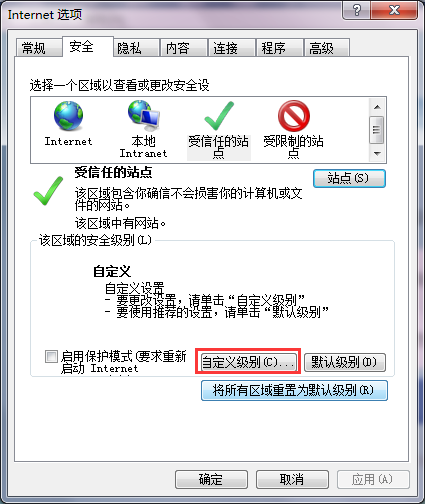 Internet 选项
常规 安全 隐私 内容 连接 程序 高级
选择一个区域以查看或更改安全设
Internet 本地 受信任的站 受限制的站
Intranet 点 点
受信任的站点
站点(S)
该区域包含你确信不会损害你的计算机或文
件的网站。
该区域中有网站。
该区域的安全级别(L)
自定义
自定义设置
- 要更改设置,请单击“自定义级别”
- 要使用推荐的设置,请单击“默认级别”
启用保护模式(要求重新 自定义级别(C)... 默认级别(D)
启动 Internet
将所有区域重置为默认级别(R)
确定 取消 应用(A)